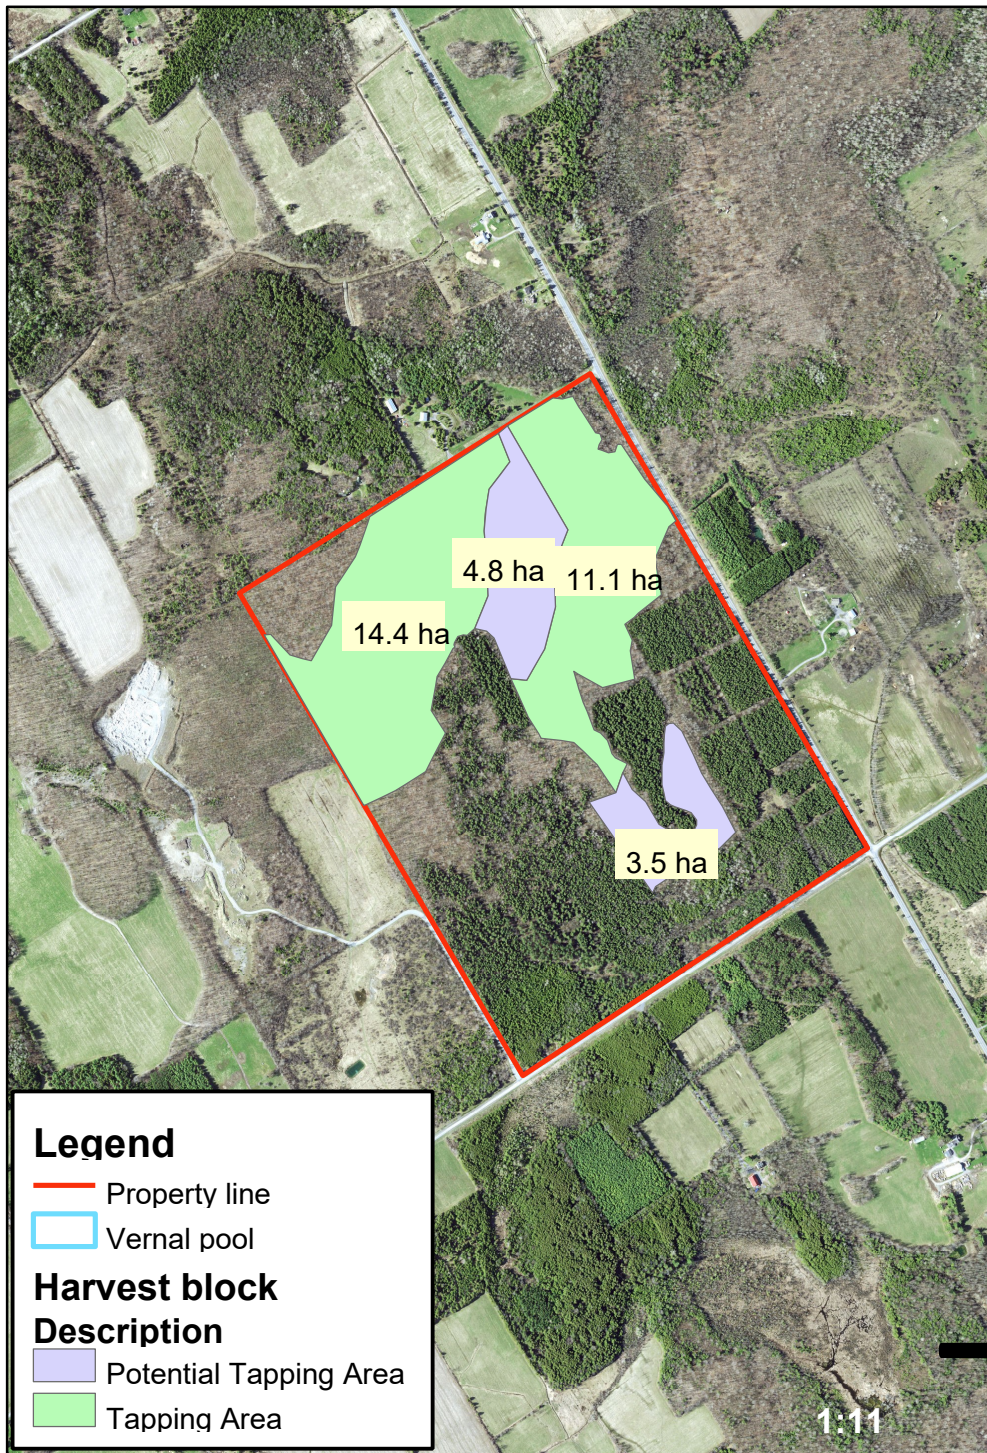 4.8 ha
11.1 ha
14.4 ha
3.5 ha
Legend
Property line
Vernal pool
Harvest block
Description
Potential Tapping Area
Tapping Area
1:11